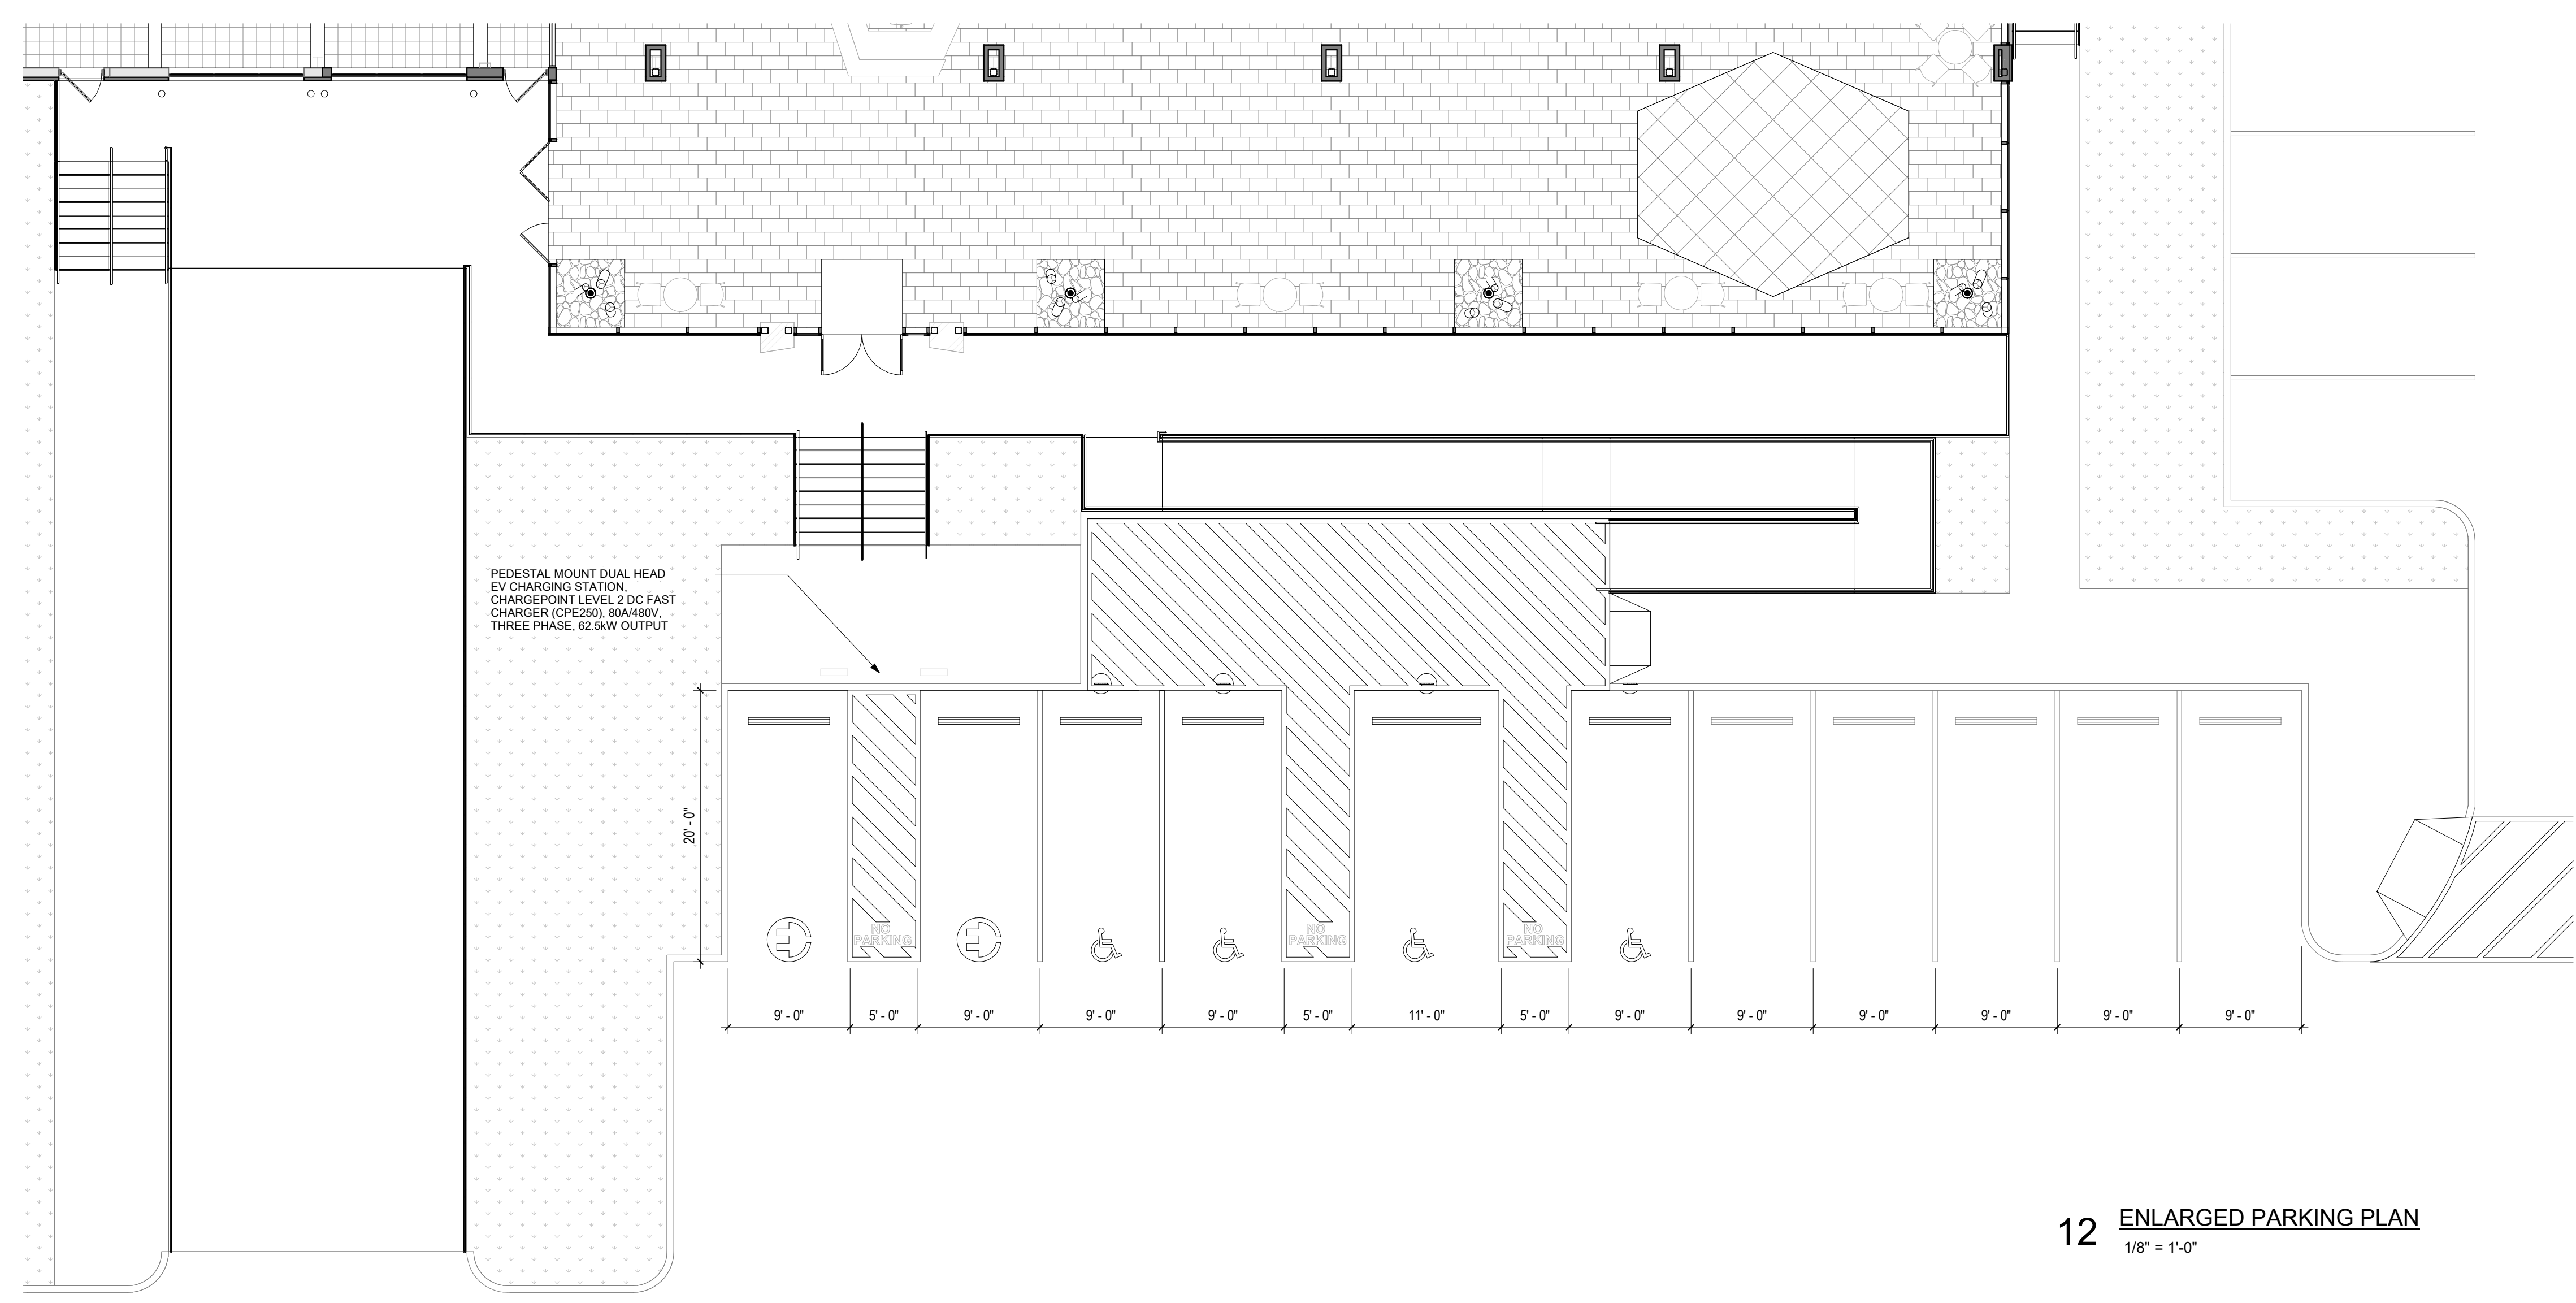 PEDESTAL MOUNT DUAL HEAD
EV CHARGING STATION,
CHARGEPOINT LEVEL 2 DC FAST
CHARGER (CPE250), 80A/480V,
THREE PHASE, 62.5kW OUTPUT
20' - 0"
NO
PARKING
NO
PARKING
NO
PARKING
9' - 0"
5' - 0"
9' - 0"
9' - 0"
9' - 0"
5' - 0"
11' - 0"
5' - 0"
9' - 0"
9' - 0"
9' - 0"
9' - 0"
9' - 0"
9' - 0"
12
ENLARGED PARKING PLAN
1/8" = 1'-0"